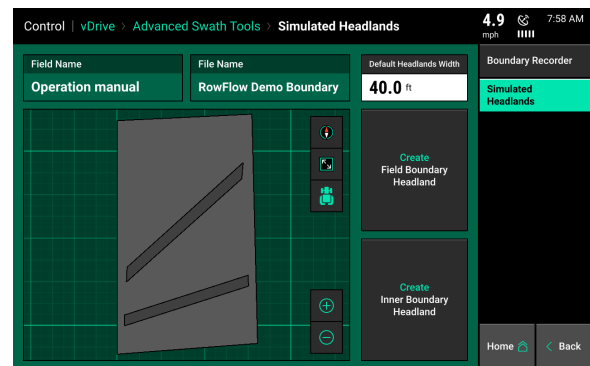 Control | vDrive > Advanced Swath Tools > Simulated Headlands
4.9
mph
7:58 AM
Field Name
Operation manual
File Name
RowFlow Demo Boundary
Default Headlands Width
40.0 ft
Boundary Recorder
Simulated
Headlands
Create
Field Boundary
Headland
Create
Inner Boundary
Headland
Home
< Back